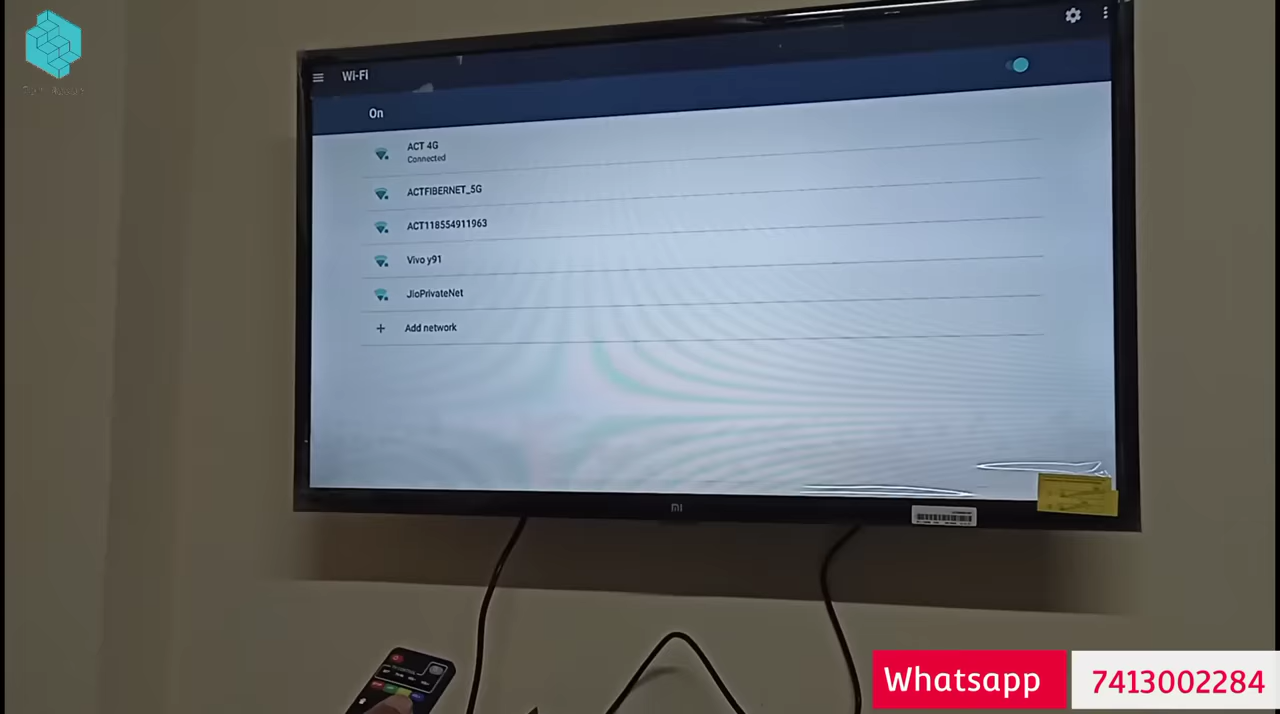 Wi-Fi
On
ACT 4G
Connected
ACTFIBERNET_5G
ACT118554911963
Vivo y91
JioPrivateNet
Add network
MI
Whatsapp
7413002284